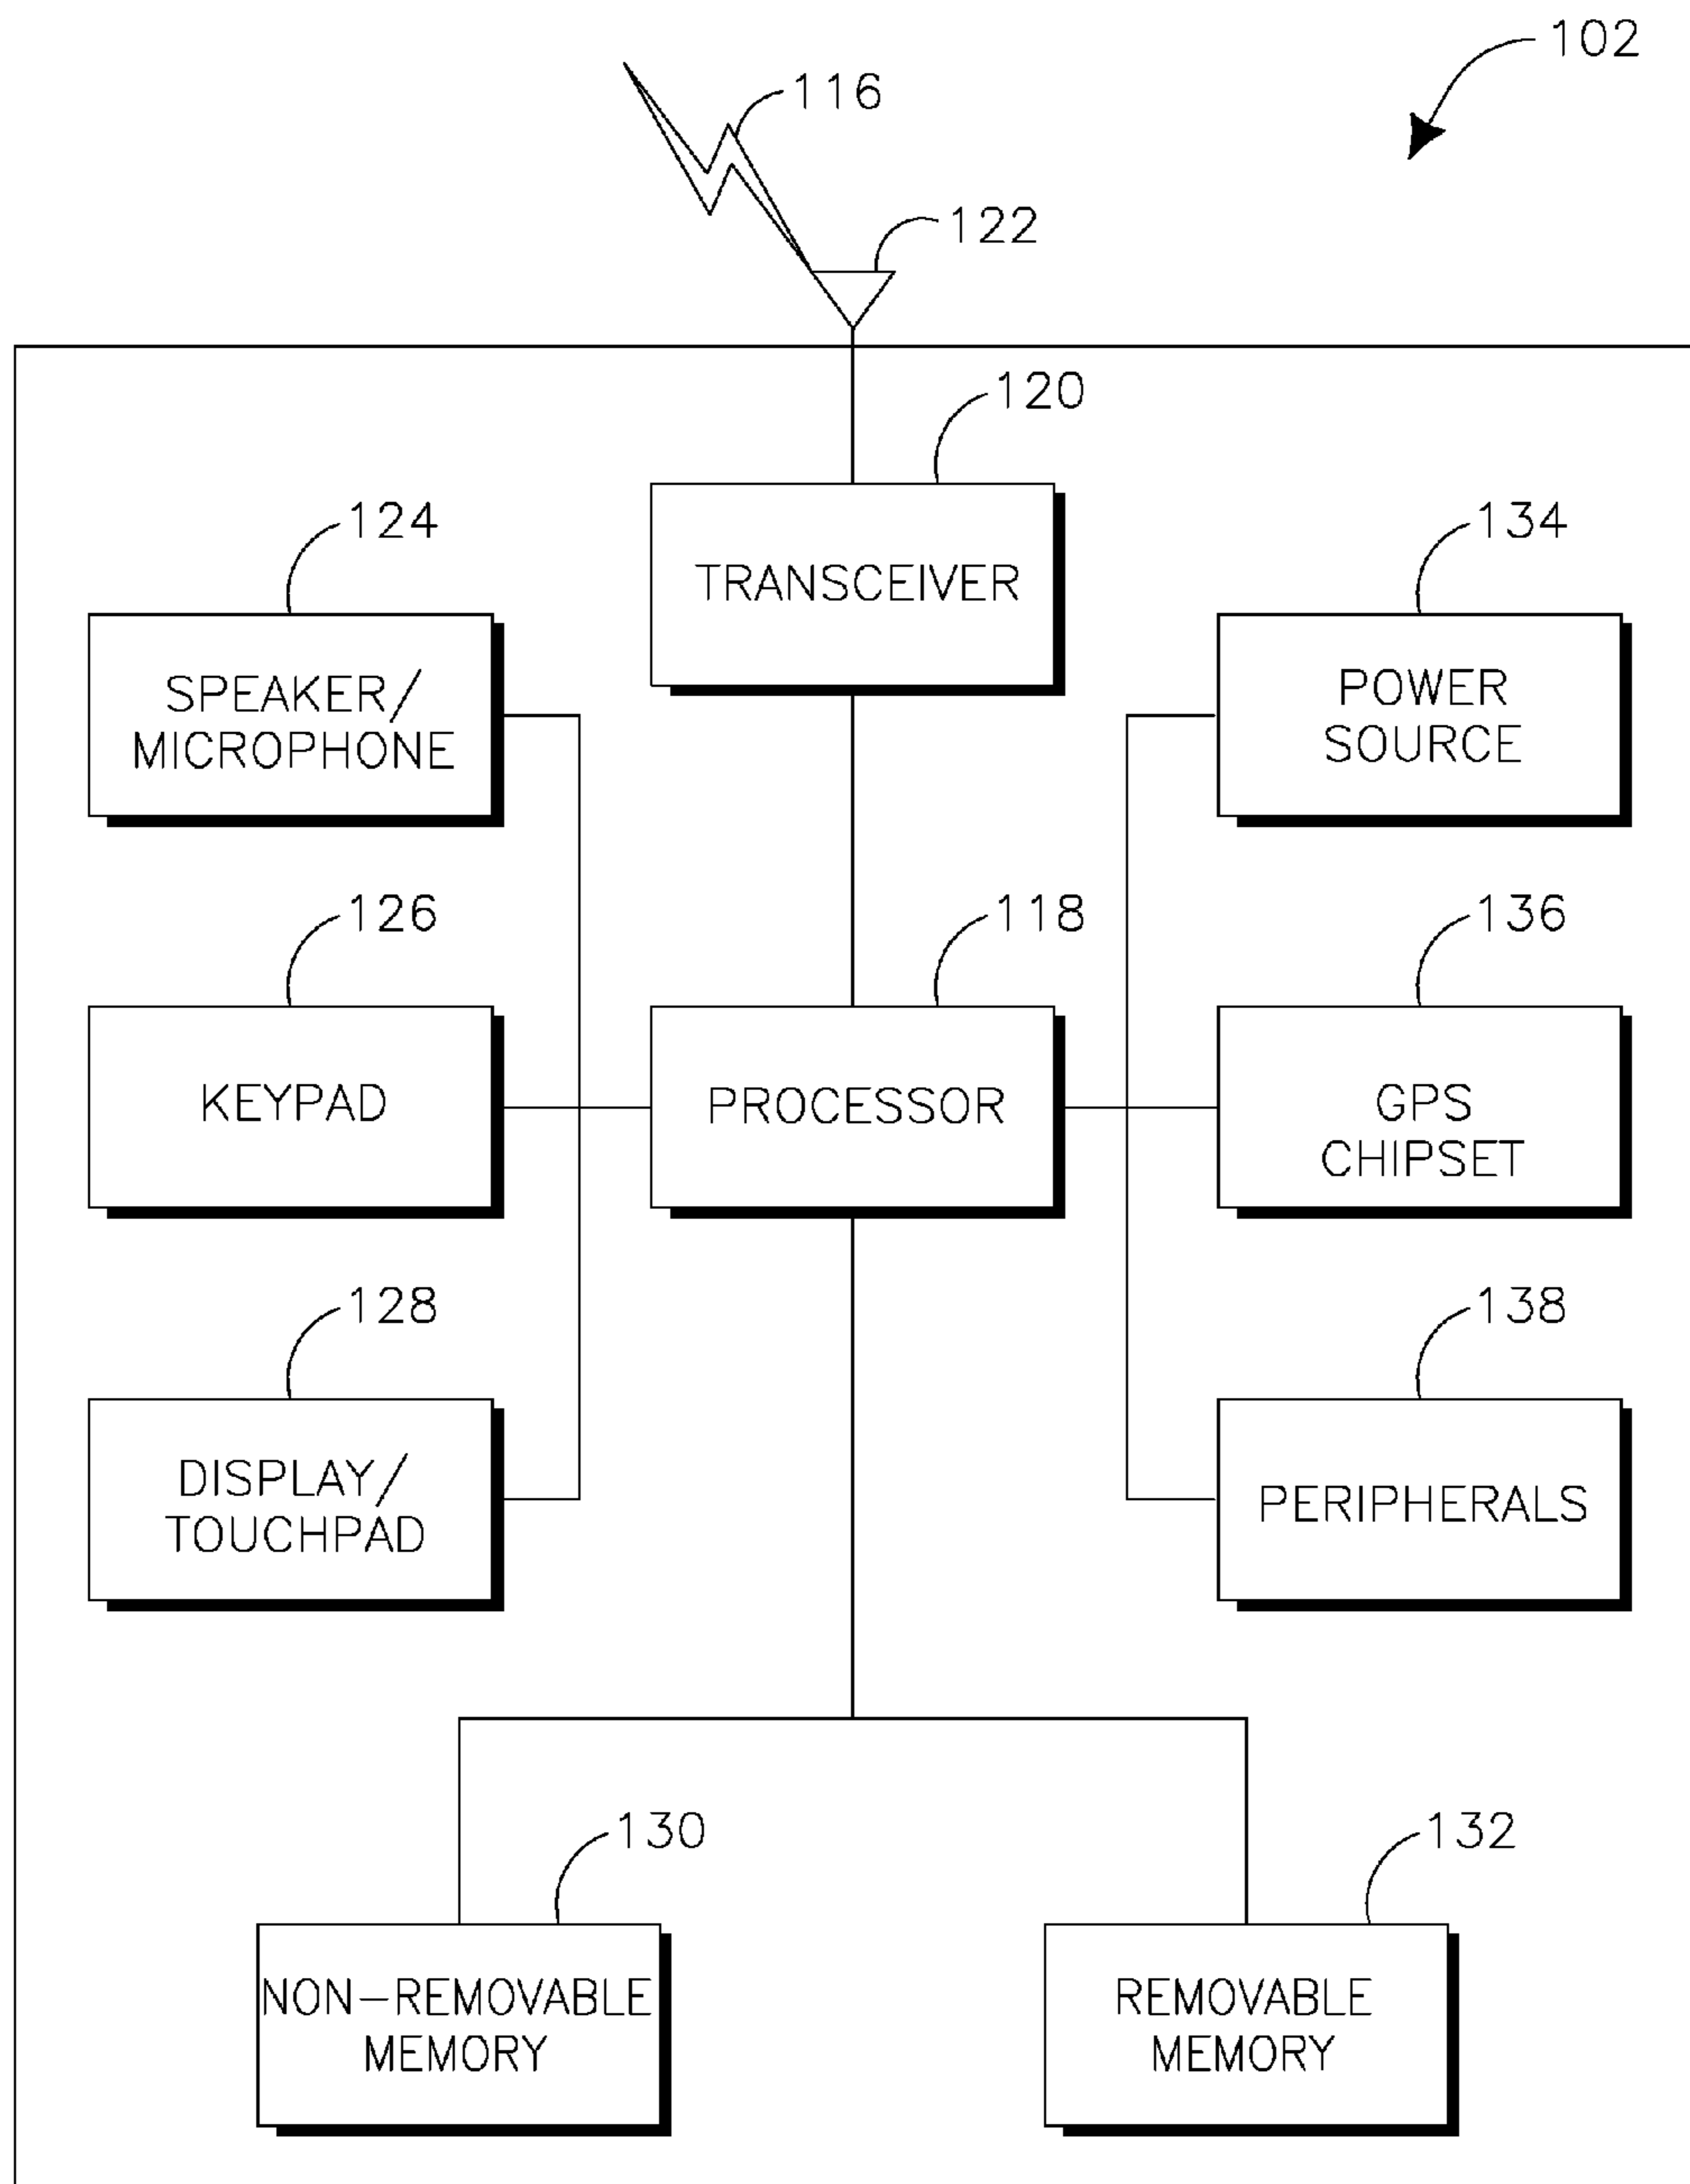 102
116
122
120
TRANSCEIVER
124
SPEAKER/
MICROPHONE
134
POWER
SOURCE
126
KEYPAD
118
PROCESSOR
136
GPS
CHIPSET
128
DISPLAY/
TOUCHPAD
138
PERIPHERALS
130
NON-REMOVABLE
MEMORY
132
REMOVABLE
MEMORY